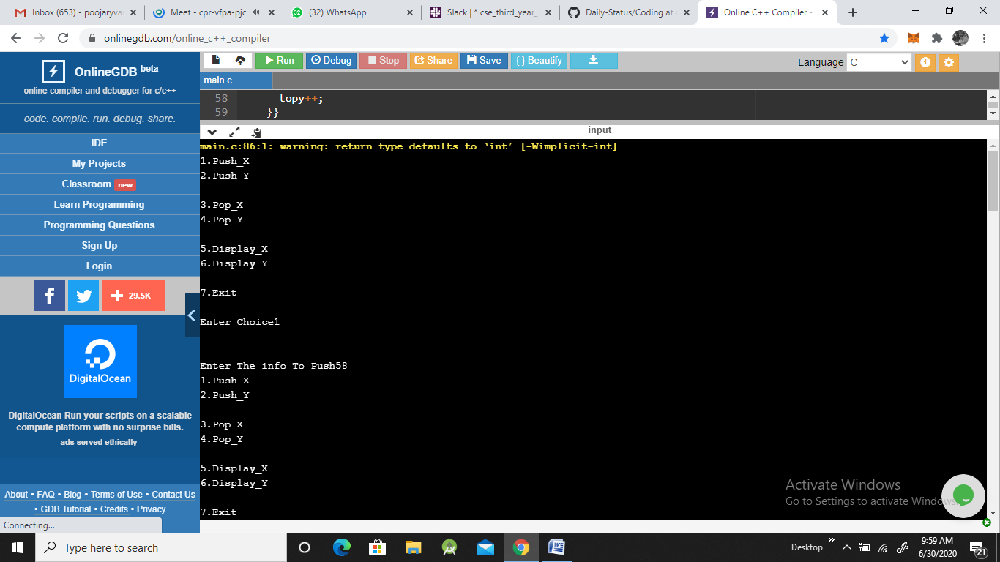 Inbox (653) - poojaryva
Meet - cpr-vfpa-pjc
(32) WhatsApp
Slack | * cse_third_year_
Daily-Status/Coding at
Online C++ Compiler -
onlinegdb.com/online_c++_compiler
OnlineGDB beta
online compiler and debugger for c/c++
code. compile. run. debug. share.
IDE
My Projects
Classroom new
Learn Programming
Programming Questions
Sign Up
Login
29.5K
DigitalOcean
DigitalOcean Run your scripts on a scalable
compute platform with no surprise bills.
ads served ethically
About • FAQ • Blog • Terms of Use • Contact Us
• GDB Tutorial • Credits • Privacy
Connecting...
Run Debug Stop Share Save { } Beautify
Language C
main.c
58 topy++;
59 }}
input
main.c:86:1: warning: return type defaults to ‘int’ [-Wimplicit-int]
1.Push_X
2.Push_Y
3.Pop_X
4.Pop_Y
5.Display_X
6.Display_Y
7.Exit
Enter Choice1
Enter The info To Push58
1.Push_X
2.Push_Y
3.Pop_X
4.Pop_Y
5.Display_X
6.Display_Y
7.Exit
Activate Windows
Go to Settings to activate Windows.
Type here to search
Desktop
9:59 AM
6/30/2020
21